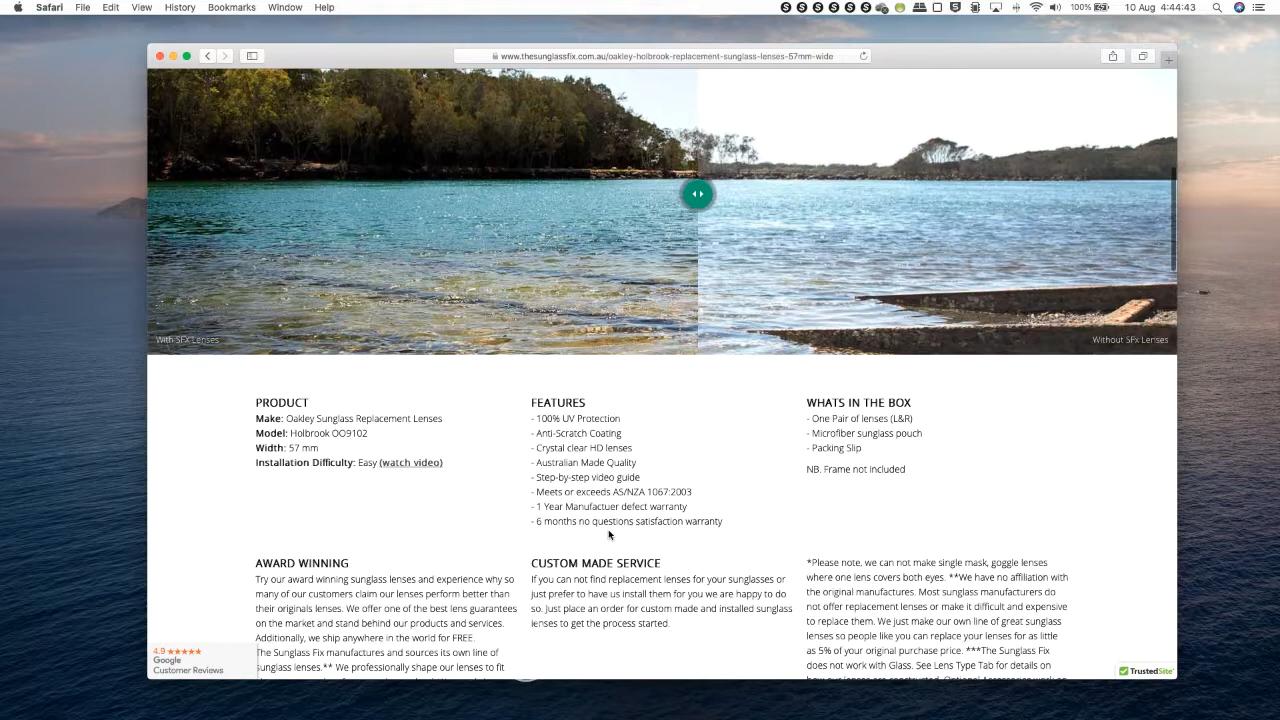 Safari File Edit View History Bookmarks Window Help
100% 10 Aug 4:44:43
www.thesunglassfix.com.au/oakley-holbrook-replacement-sunglass-lenses-57mm-wide
With SFx Lenses
Without SFx Lenses
PRODUCT
Make: Oakley Sunglass Replacement Lenses
Model: Holbrook OO9102
Width: 57 mm
Installation Difficulty: Easy (watch video)
FEATURES
- 100% UV Protection
- Anti-Scratch Coating
- Crystal clear HD lenses
- Australian Made Quality
- Step-by-step video guide
- Meets or exceeds AS/NZA 1067:2003
- 1 Year Manufactuer defect warranty
- 6 months no questions satisfaction warranty
WHATS IN THE BOX
- One Pair of lenses (L&R)
- Microfiber sunglass pouch
- Packing Slip
NB. Frame not included
AWARD WINNING
Try our award winning sunglass lenses and experience why so
many of our customers claim our lenses perform better than
their originals lenses. We offer one of the best lens guarantees
on the market and stand behind our products and services.
Additionally, we ship anywhere in the world for FREE.
The Sunglass Fix manufactures and sources its own line of
sunglass lenses.** We professionally shape our lenses to fit
CUSTOM MADE SERVICE
If you can not find replacement lenses for your sunglasses or
just prefer to have us install them for you we are happy to do
so. Just place an order for custom made and installed sunglass
lenses to get the process started.
*Please note, we can not make single mask, goggle lenses
where one lens covers both eyes. **We have no affiliation with
the original manufactures. Most sunglass manufacturers do
not offer replacement lenses or make it difficult and expensive
to replace them. We just make our own line of great sunglass
lenses so people like you can replace your lenses for as little
as 5% of your original purchase price. ***The Sunglass Fix
does not work with Glass. See Lens Type Tab for details on
how our lenses are constructed. Optional Accessories work as
4.9
Google
Customer Reviews
TrustedSite